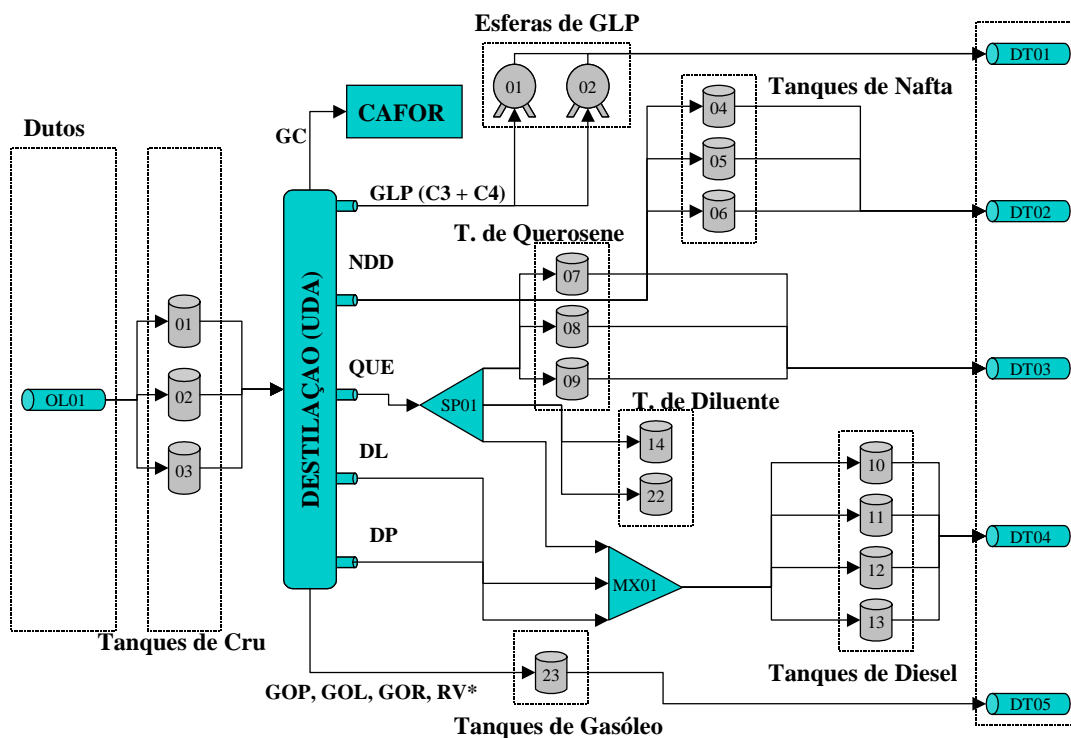 Esferas de GLP
DT01
01
02
Tanques de Nafta
04
CAFOR
Dutos
GC
05
GLP (C3 + C4)
06
DT02
T. de Querosene
NDD
07
01
08
DESTILAÇAO (UDA)
QUE
09
DT03
OL01
02
SP01
T. de Diluente
14
DL
10
03
22
11
DP
DT04
12
MX01
13
Tanques de Cru
23
Tanques de Diesel
GOP, GOL, GOR, RV*
DT05
Tanques de Gasóleo